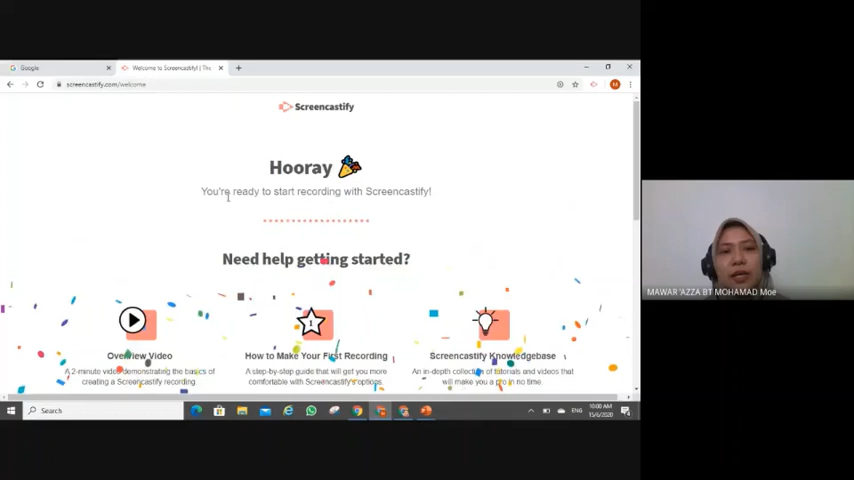 Google
Welcome to Screencastify! | The
screencastify.com/welcome
Screencastify
Hooray
You're ready to start recording with Screencastify!
Need help getting started?
1
Overview Video
How to Make Your First Recording
Screencastify Knowledgebase
A 2-minute video demonstrating the basics of
creating a Screencastify recording
A step-by-step guide that will get you more
comfortable with Screencastify's options
An in-depth collection of tutorials and videos that
will make you a pro in no time.
MAWAR 'AZZA BT MOHAMAD Moe
Search
ENG
10:00 AM
15/6/2020